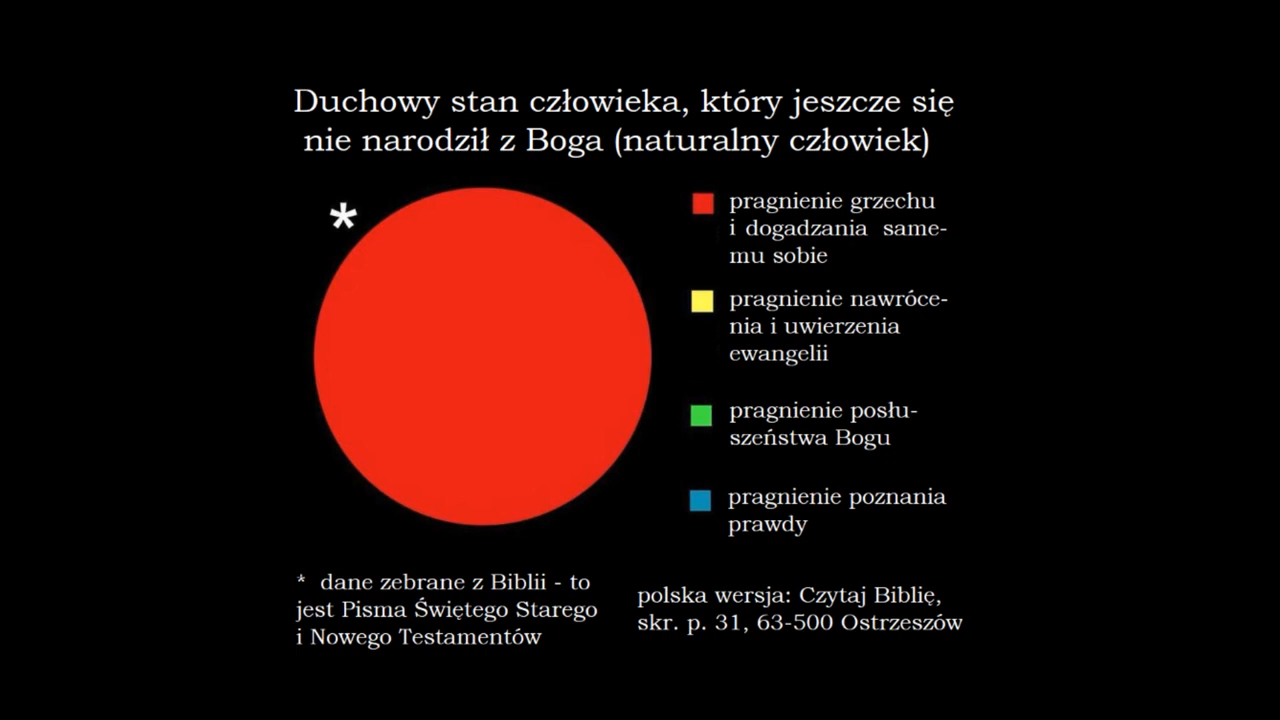 Duchowy stan człowieka, który jeszcze się
nie narodził z Boga (naturalny człowiek)
*
pragnienie grzechu
i dogadzania same-
mu sobie
pragnienie nawróce-
nia i uwierzenia
ewangelii
pragnienie posłu-
szeństwa Bogu
pragnienie poznania
prawdy
* dane zebrane z Biblii - to
jest Pisma Świętego Starego
i Nowego Testamentów
polska wersja: Czytaj Biblię,
skr. p. 31, 63-500 Ostrzeszów